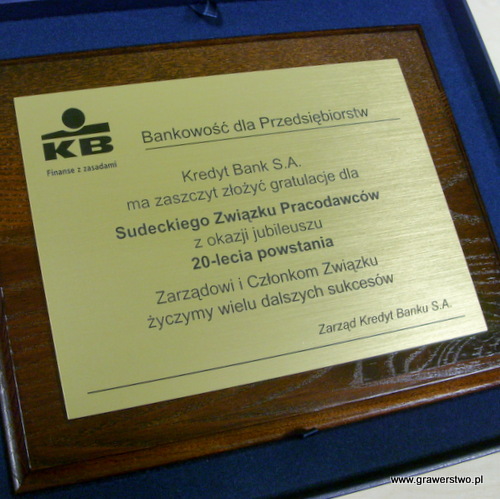 KB
Finanse z zasadami
Bankowość dla Przedsiębiorstw
Kredyt Bank S.A.
ma zaszczyt złożyć gratulacje dla
Sudeckiego Związku Pracodawców
z okazji jubileuszu
20-lecia powstania
Zarządowi i Członkom Związku
życzymy wielu dalszych sukcesów
Zarząd Kredyt Banku S.A.
www.grawerstwo.pl